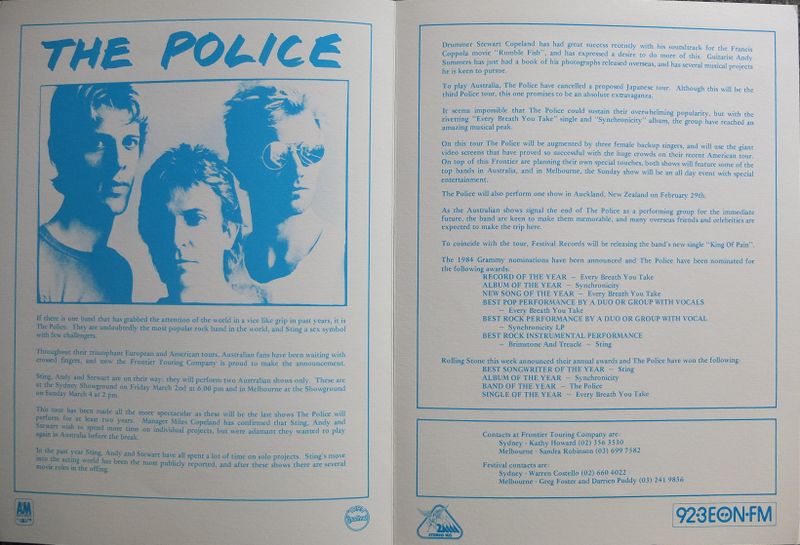 THE POLICE
If there is one band that has grabbed the attention of the world in a vice like grip in past years, it is
The Police. They are undoubtedly the most popular rock band in the world, and Sting a sex symbol
with few challengers.
Throughout their triumphant European and American tours, Australian fans have been waiting with
crossed fingers, and now the Frontier Touring Company is proud to make the announcement.
Sting, Andy and Stewart are on their way; they will perform two Australian shows only. These are
at the Sydney Showground on Friday March 2nd at 6.00 pm and in Melbourne at the Showground
on Sunday March 4 at 2 pm.
This tour has been made all the more spectacular as these will be the last shows The Police will
perform for at least two years. Manager Miles Copeland has confirmed that Sting, Andy and
Stewart wish to spend more time on individual projects, but were adamant they wanted to play
again in Australia before the break.
In the past year Sting, Andy and Stewart have all spent a lot of time on solo projects. Sting's move
into the acting world has been the most publicly reported, and after these shows there are several
movie roles in the offing.
AM
Festival
Drummer Stewart Copeland has had great success recently with his soundtrack for the Francis
Coppola movie "Rumble Fish", and has expressed a desire to do more of this. Guitarist Andy
Summers has just had a book of his photographs released overseas, and has several musical projects
he is keen to pursue.
To play Australia, The Police have cancelled a proposed Japanese tour. Although this will be the
third Police tour, this one promises to be an absolute extravaganza.
It seems impossible that The Police could sustain their overwhelming popularity, but with the
rivetting "Every Breath You Take" single and "Synchronicity" album, the group have reached an
amazing musical peak.
On this tour The Police will be augmented by three female backup singers, and will use the giant
video screens that have proved so successful with the huge crowds on their recent American tour.
On top of this Frontier are planning their own special touches, both shows will feature some of the
top bands in Australia, and in Melbourne, the Sunday show will be an all day event with special
entertainment.
The Police will also perform one show in Auckland, New Zealand on February 29th.
As the Australian shows signal the end of The Police as a performing group for the immediate
future, the band are keen to make them memorable, and many overseas friends and celebrities are
expected to make the trip here.
To coincide with the tour, Festival Records will be releasing the band's new single "King Of Pain".
The 1984 Grammy nominations have been announced and The Police have been nominated for
the following awards:
RECORD OF THE YEAR – Every Breath You Take
ALBUM OF THE YEAR – Synchronicity
NEW SONG OF THE YEAR – Every Breath You Take
BEST POP PERFORMANCE BY A DUO OR GROUP WITH VOCALS
– Every Breath You Take
BEST ROCK PERFORMANCE BY A DUO OR GROUP WITH VOCAL
– Synchronicity LP
BEST ROCK INSTRUMENTAL PERFORMANCE
– Brimstone And Treacle – Sting
Rolling Stone this week announced their annual awards and The Police have won the following:
BEST SONGWRITER OF THE YEAR – Sting
ALBUM OF THE YEAR – Synchronicity
BAND OF THE YEAR – The Police
SINGLE OF THE YEAR – Every Breath You Take
Contacts at Frontier Touring Company are:
Sydney - Kathy Howard (02) 356 3530
Melbourne - Sandra Robinson (03) 699 7582
Festival contacts are:
Sydney - Warren Costello (02) 660 4022
Melbourne - Greg Foster and Darrien Puddy (03) 241 9856
2MMM
STEREO
92·3EON·FM